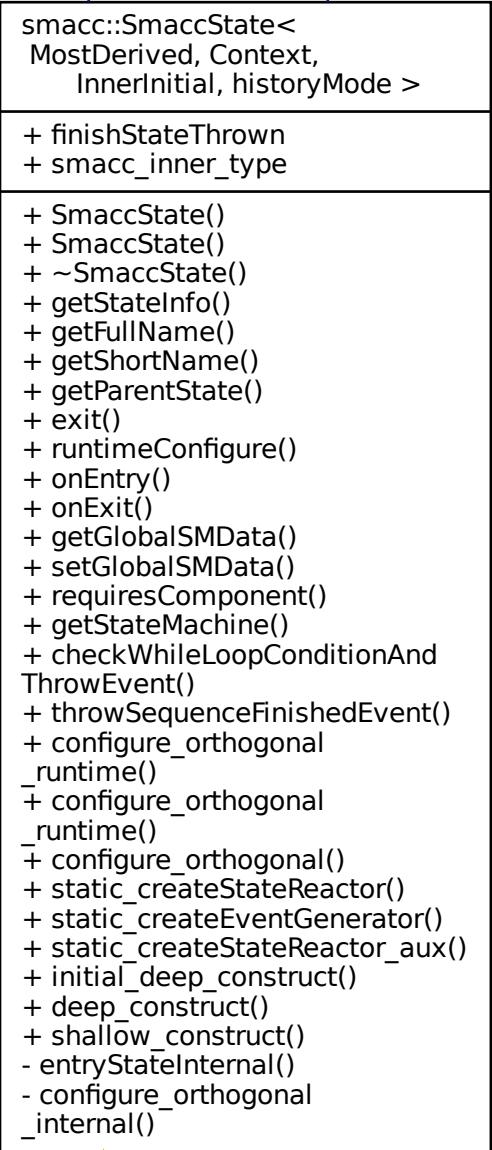 smacc::SmaccState<
MostDerived, Context,
InnerInitial, historyMode >
+ finishStateThrown
+ smacc_inner_type
+ SmaccState()
+ SmaccState()
+ ~SmaccState()
+ getStateInfo()
+ getFullName()
+ getShortName()
+ getParentState()
+ exit()
+ runtimeConfigure()
+ onEntry()
+ onExit()
+ getGlobalSMData()
+ setGlobalSMData()
+ requiresComponent()
+ getStateMachine()
+ checkWhileLoopConditionAnd
ThrowEvent()
+ throwSequenceFinishedEvent()
+ configure_orthogonal
_runtime()
+ configure_orthogonal
_runtime()
+ configure_orthogonal()
+ static_createStateReactor()
+ static_createEventGenerator()
+ static_createStateReactor_aux()
+ initial_deep_construct()
+ deep_construct()
+ shallow_construct()
- entryStateInternal()
- configure_orthogonal
_internal()